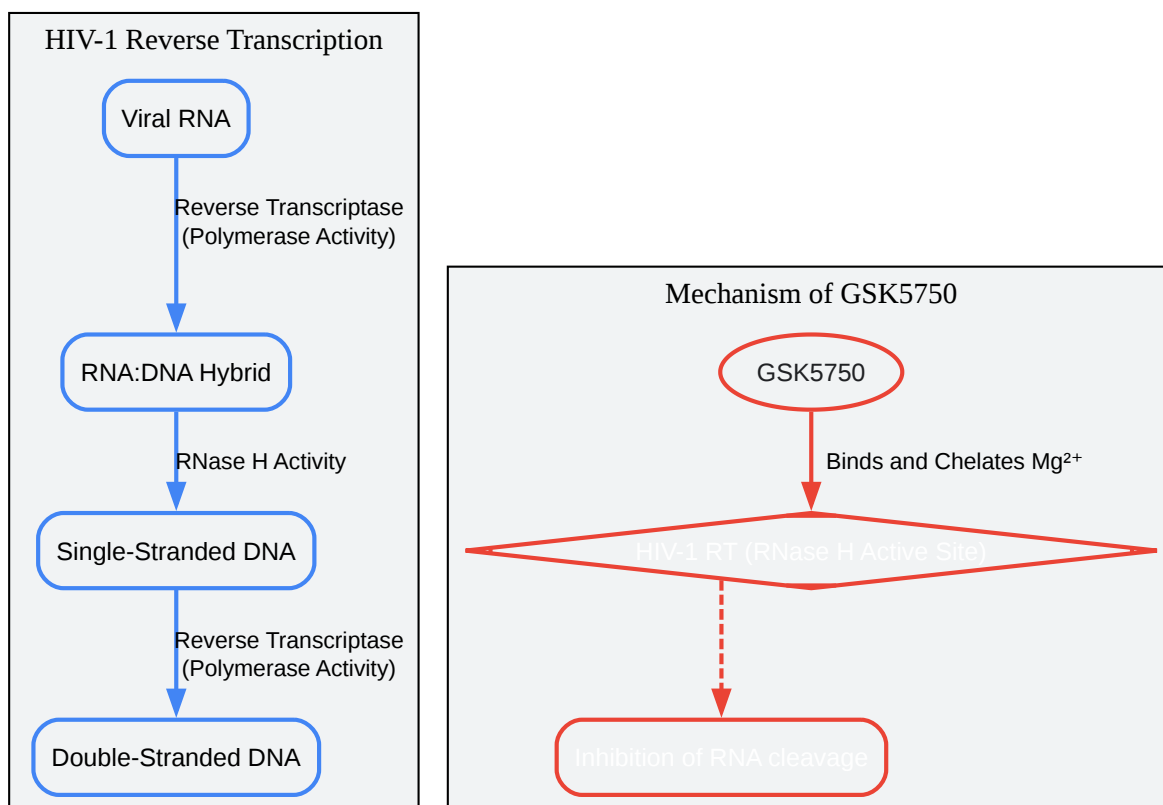 HIV-1 Reverse Transcription
Viral RNA
Reverse Transcriptase
(Polymerase Activity)
RNA:DNA Hybrid
RNase H Activity
Single-Stranded DNA
Reverse Transcriptase
(Polymerase Activity)
Double-Stranded DNA
Mechanism of GSK5750
GSK5750
Binds and Chelates Mg²⁺
HIV-1 RT (RNase H Active Site)
Inhibition of RNA cleavage